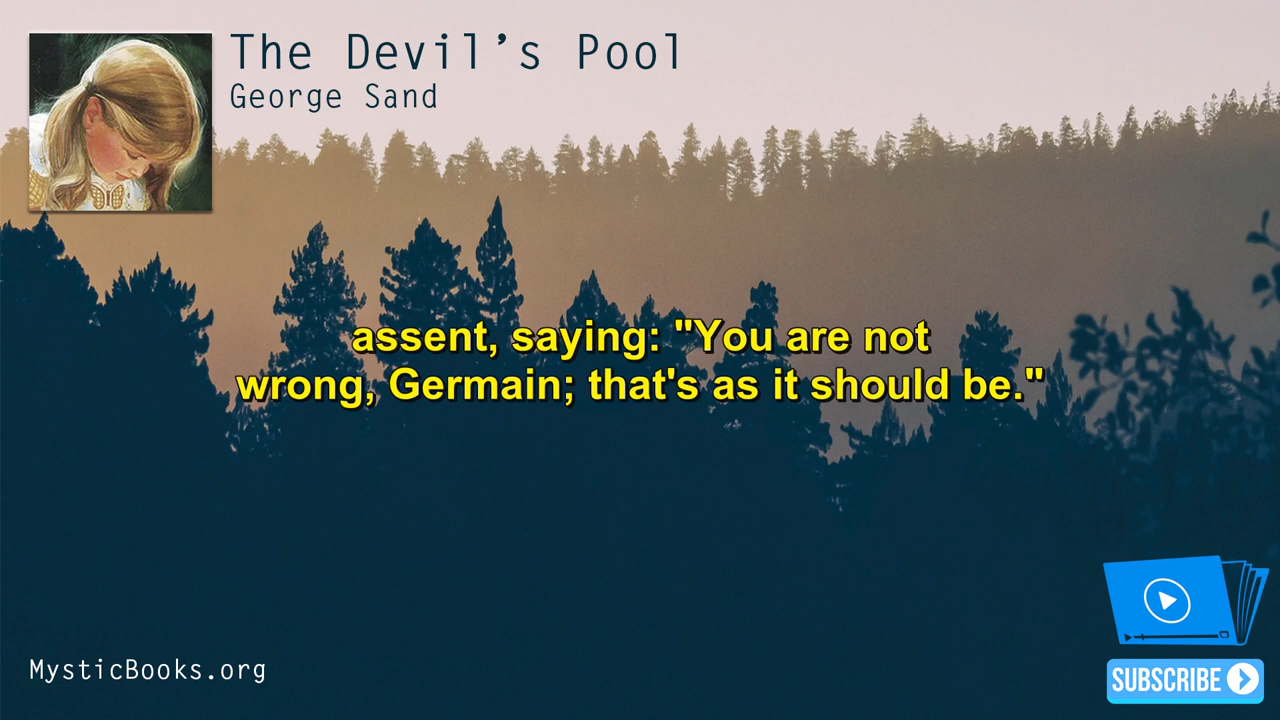 The Devil's Pool
George Sand
assent, saying: "You are not
wrong, Germain; that's as it should be."
MysticBooks.org
SUBSCRIBE